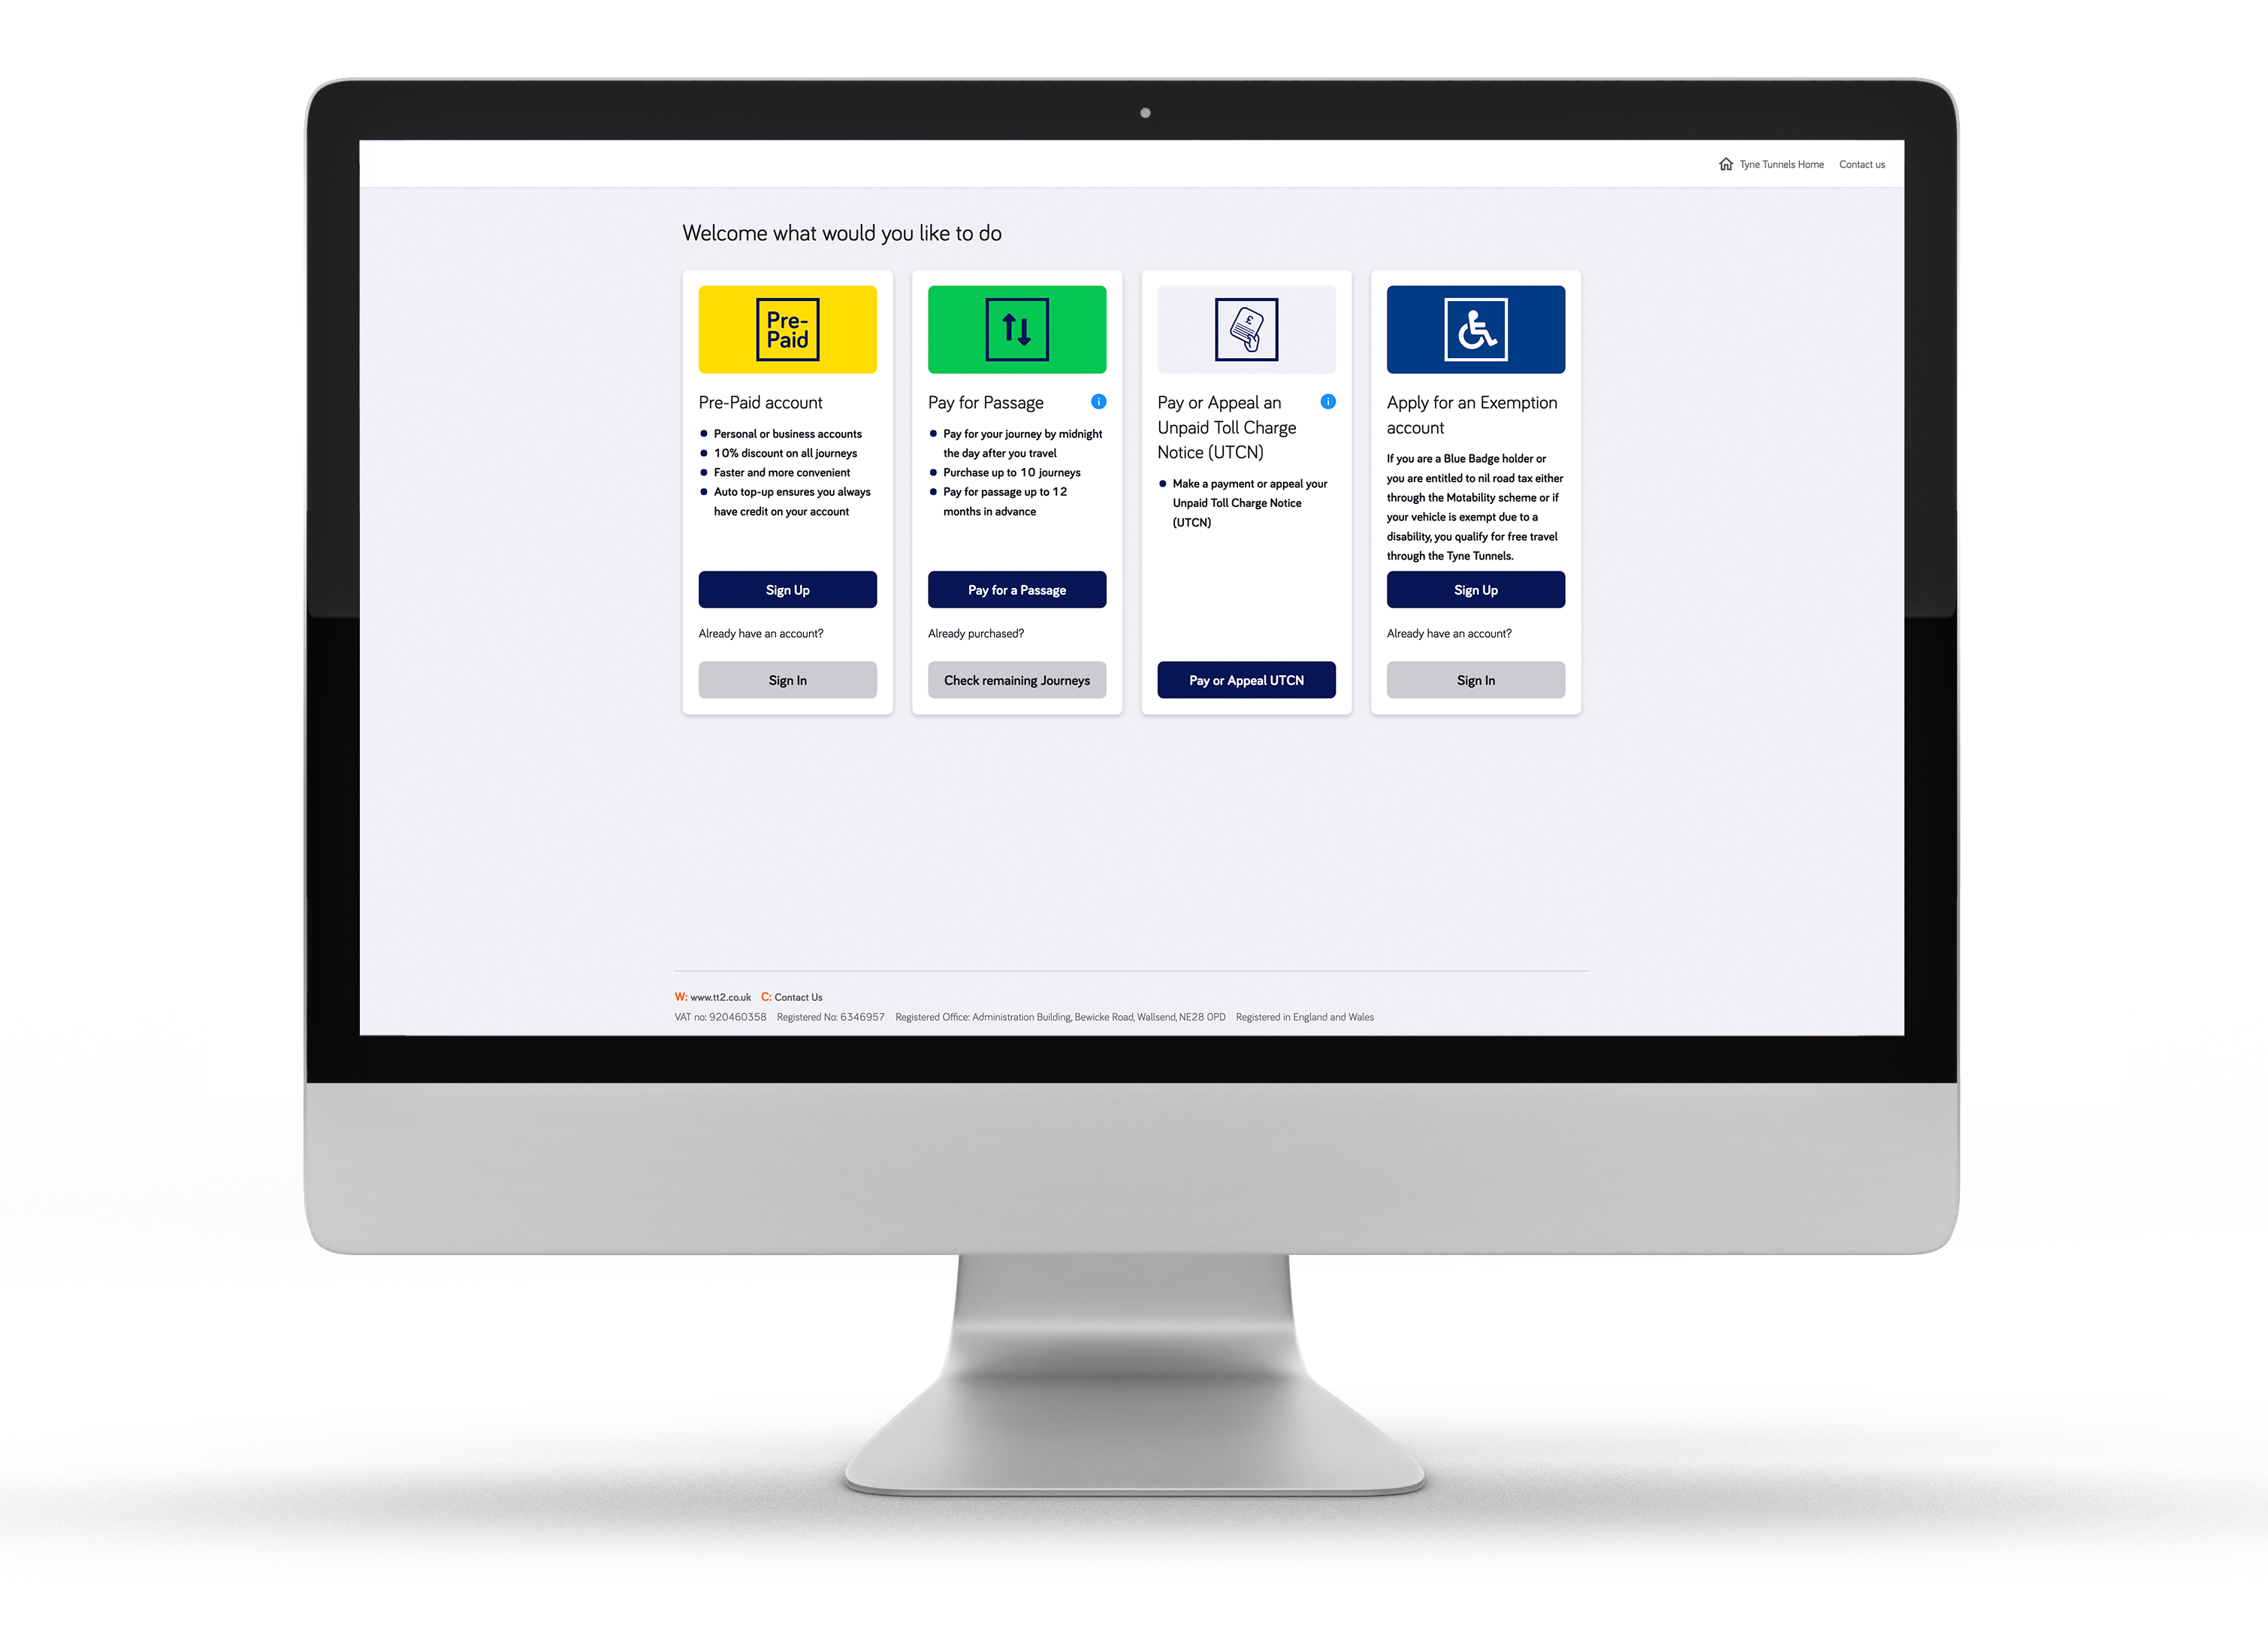 Tyne Tunnels Home Contact us
Welcome what would you like to do
Pre-
Paid
Pre-Paid account
Personal or business accounts
10% discount on all journeys
Faster and more convenient
Auto top-up ensures you always
have credit on your account
Sign Up
Already have an account?
Sign In
Pay for Passage i
Pay for your journey by midnight
the day after you travel
Purchase up to 10 journeys
Pay for passage up to 12
months in advance
Pay for a Passage
Already purchased?
Check remaining Journeys
£
Pay or Appeal an i
Unpaid Toll Charge
Notice (UTCN)
Make a payment or appeal your
Unpaid Toll Charge Notice
(UTCN)
Pay or Appeal UTCN
Apply for an Exemption
account
If you are a Blue Badge holder or
you are entitled to nil road tax either
through the Motability scheme or if
your vehicle is exempt due to a
disability, you qualify for free travel
through the Tyne Tunnels.
Sign Up
Already have an account?
Sign In
W: www.tt2.co.uk C: Contact Us
VAT no: 920460358 Registered No: 6346957 Registered Office: Administration Building, Bewicke Road, Wallsend, NE28 0PD Registered in England and Wales